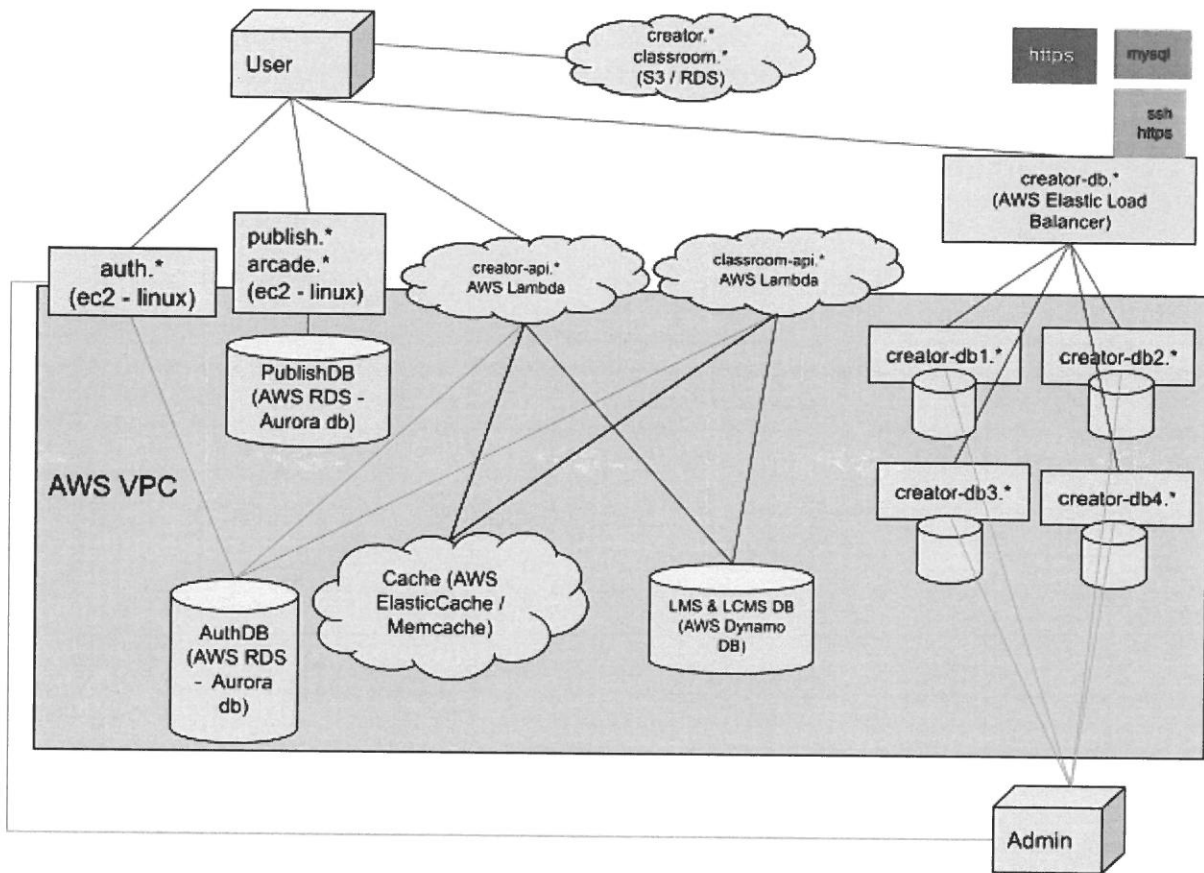 User
creator.*
classroom.*
(S3 / RDS)
https
mysql
ssh
https
creator-db.*
(AWS Elastic Load
Balancer)
auth.*
(ec2 - linux)
publish.*
arcade.*
(ec2 - linux)
creator-api.*
AWS Lambda
classroom-api.*
AWS Lambda
PublishDB
(AWS RDS -
Aurora db)
creator-db1.*
creator-db2.*
AWS VPC
creator-db3.*
creator-db4.*
Cache (AWS
ElasticCache /
Memcache)
LMS & LCMS DB
(AWS Dynamo
DB)
AuthDB
(AWS RDS
- Aurora
db)
Admin